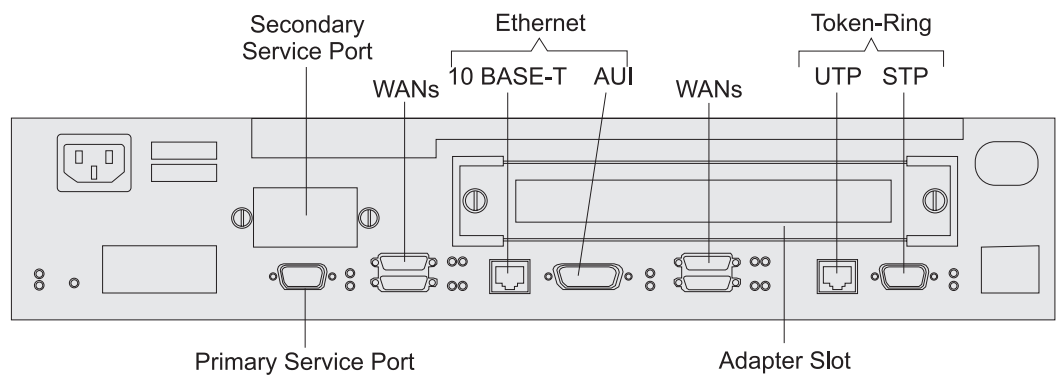 Secondary
Service Port
Ethernet
Token-Ring
WANs
10 BASE-T
AUI
WANs
UTP
STP
Primary Service Port
Adapter Slot